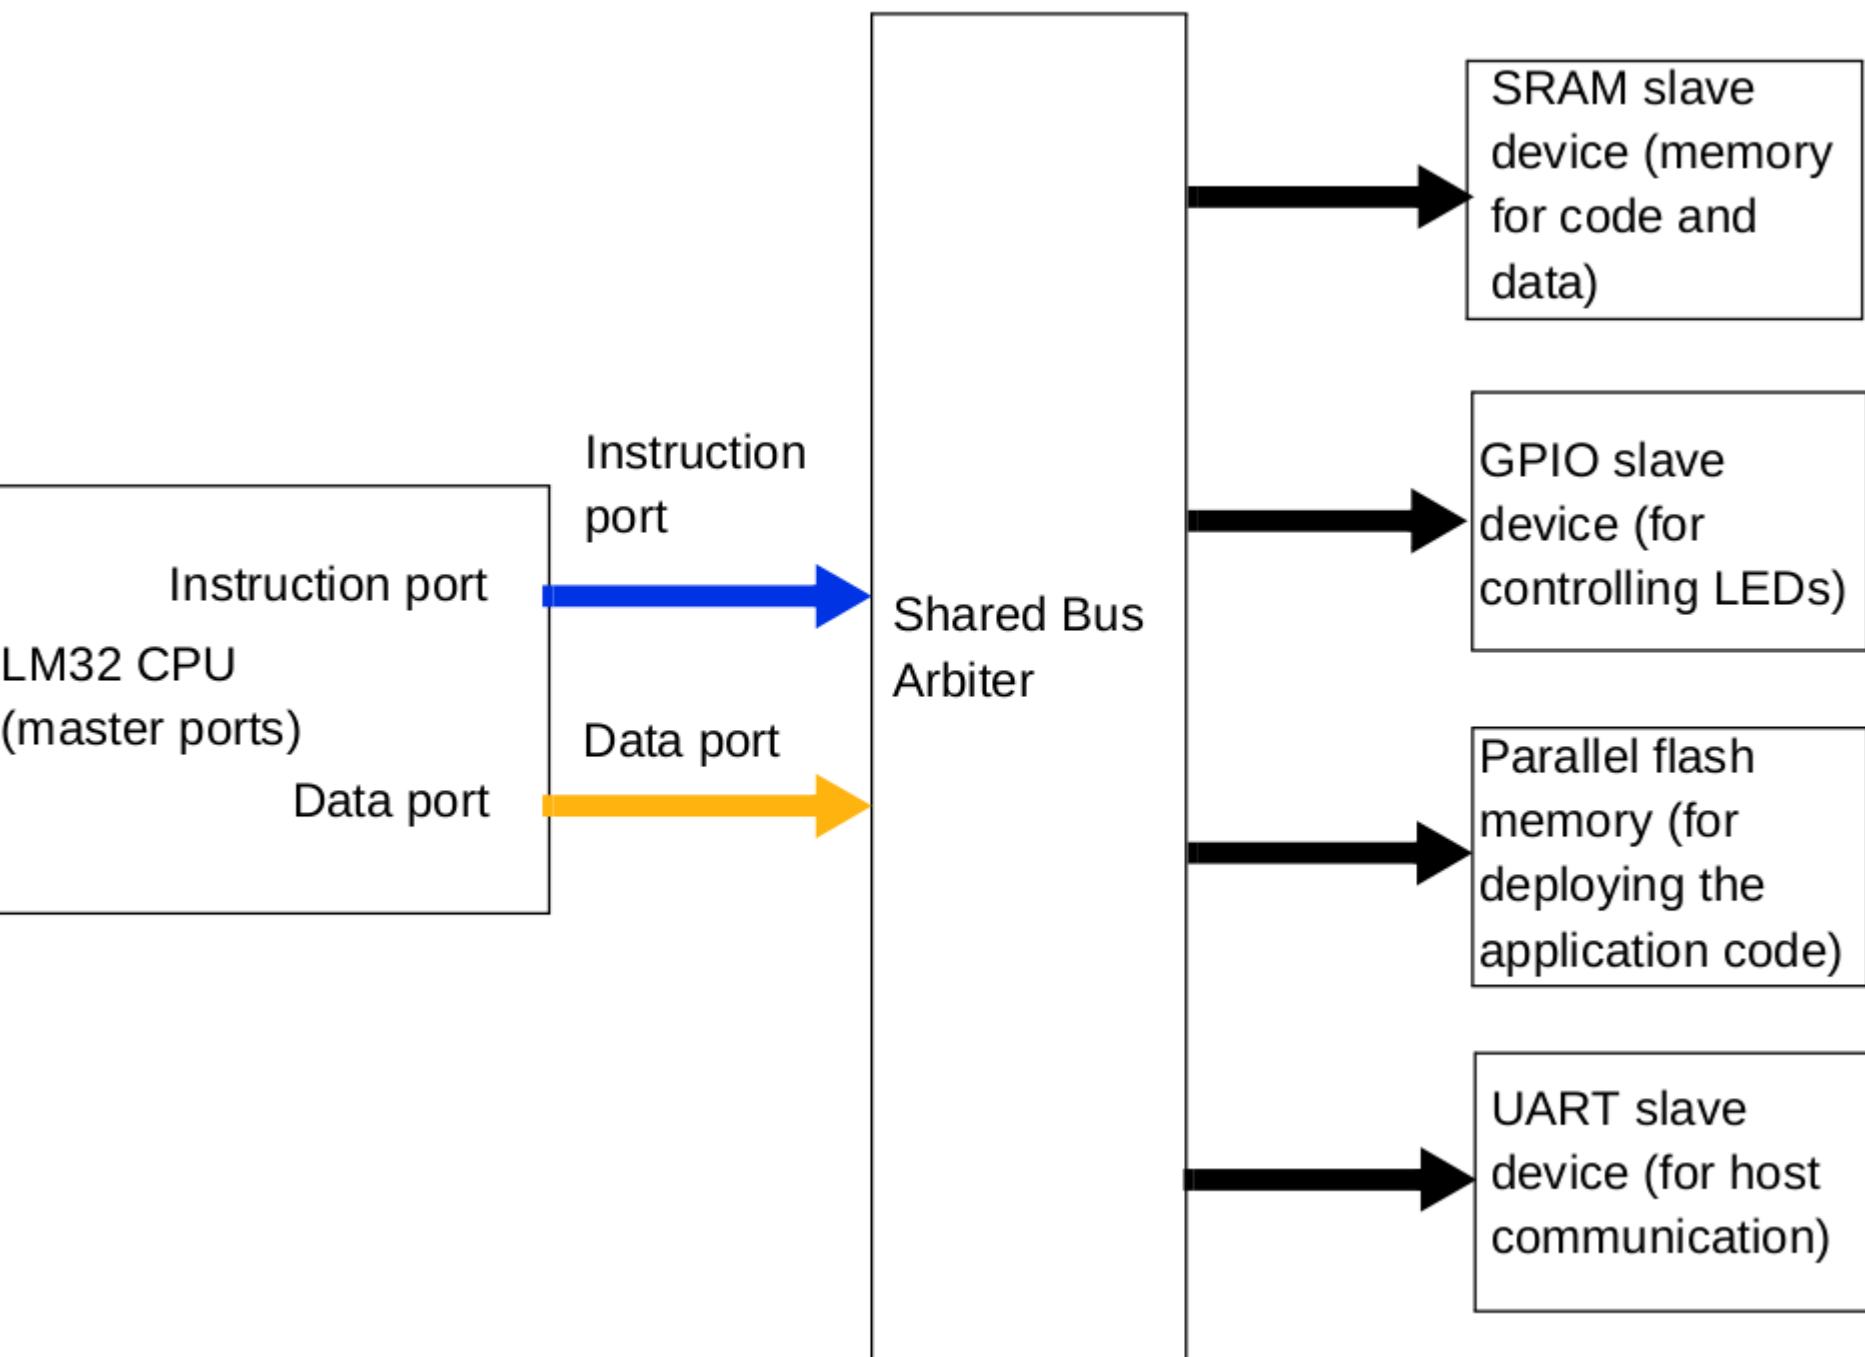 Instruction port
LM32 CPU
(master ports)
Data port
Instruction
port
Data port
Shared Bus
Arbiter
SRAM slave
device (memory
for code and
data)
GPIO slave
device (for
controlling LEDs)
Parallel flash
memory (for
deploying the
application code)
UART slave
device (for host
communication)